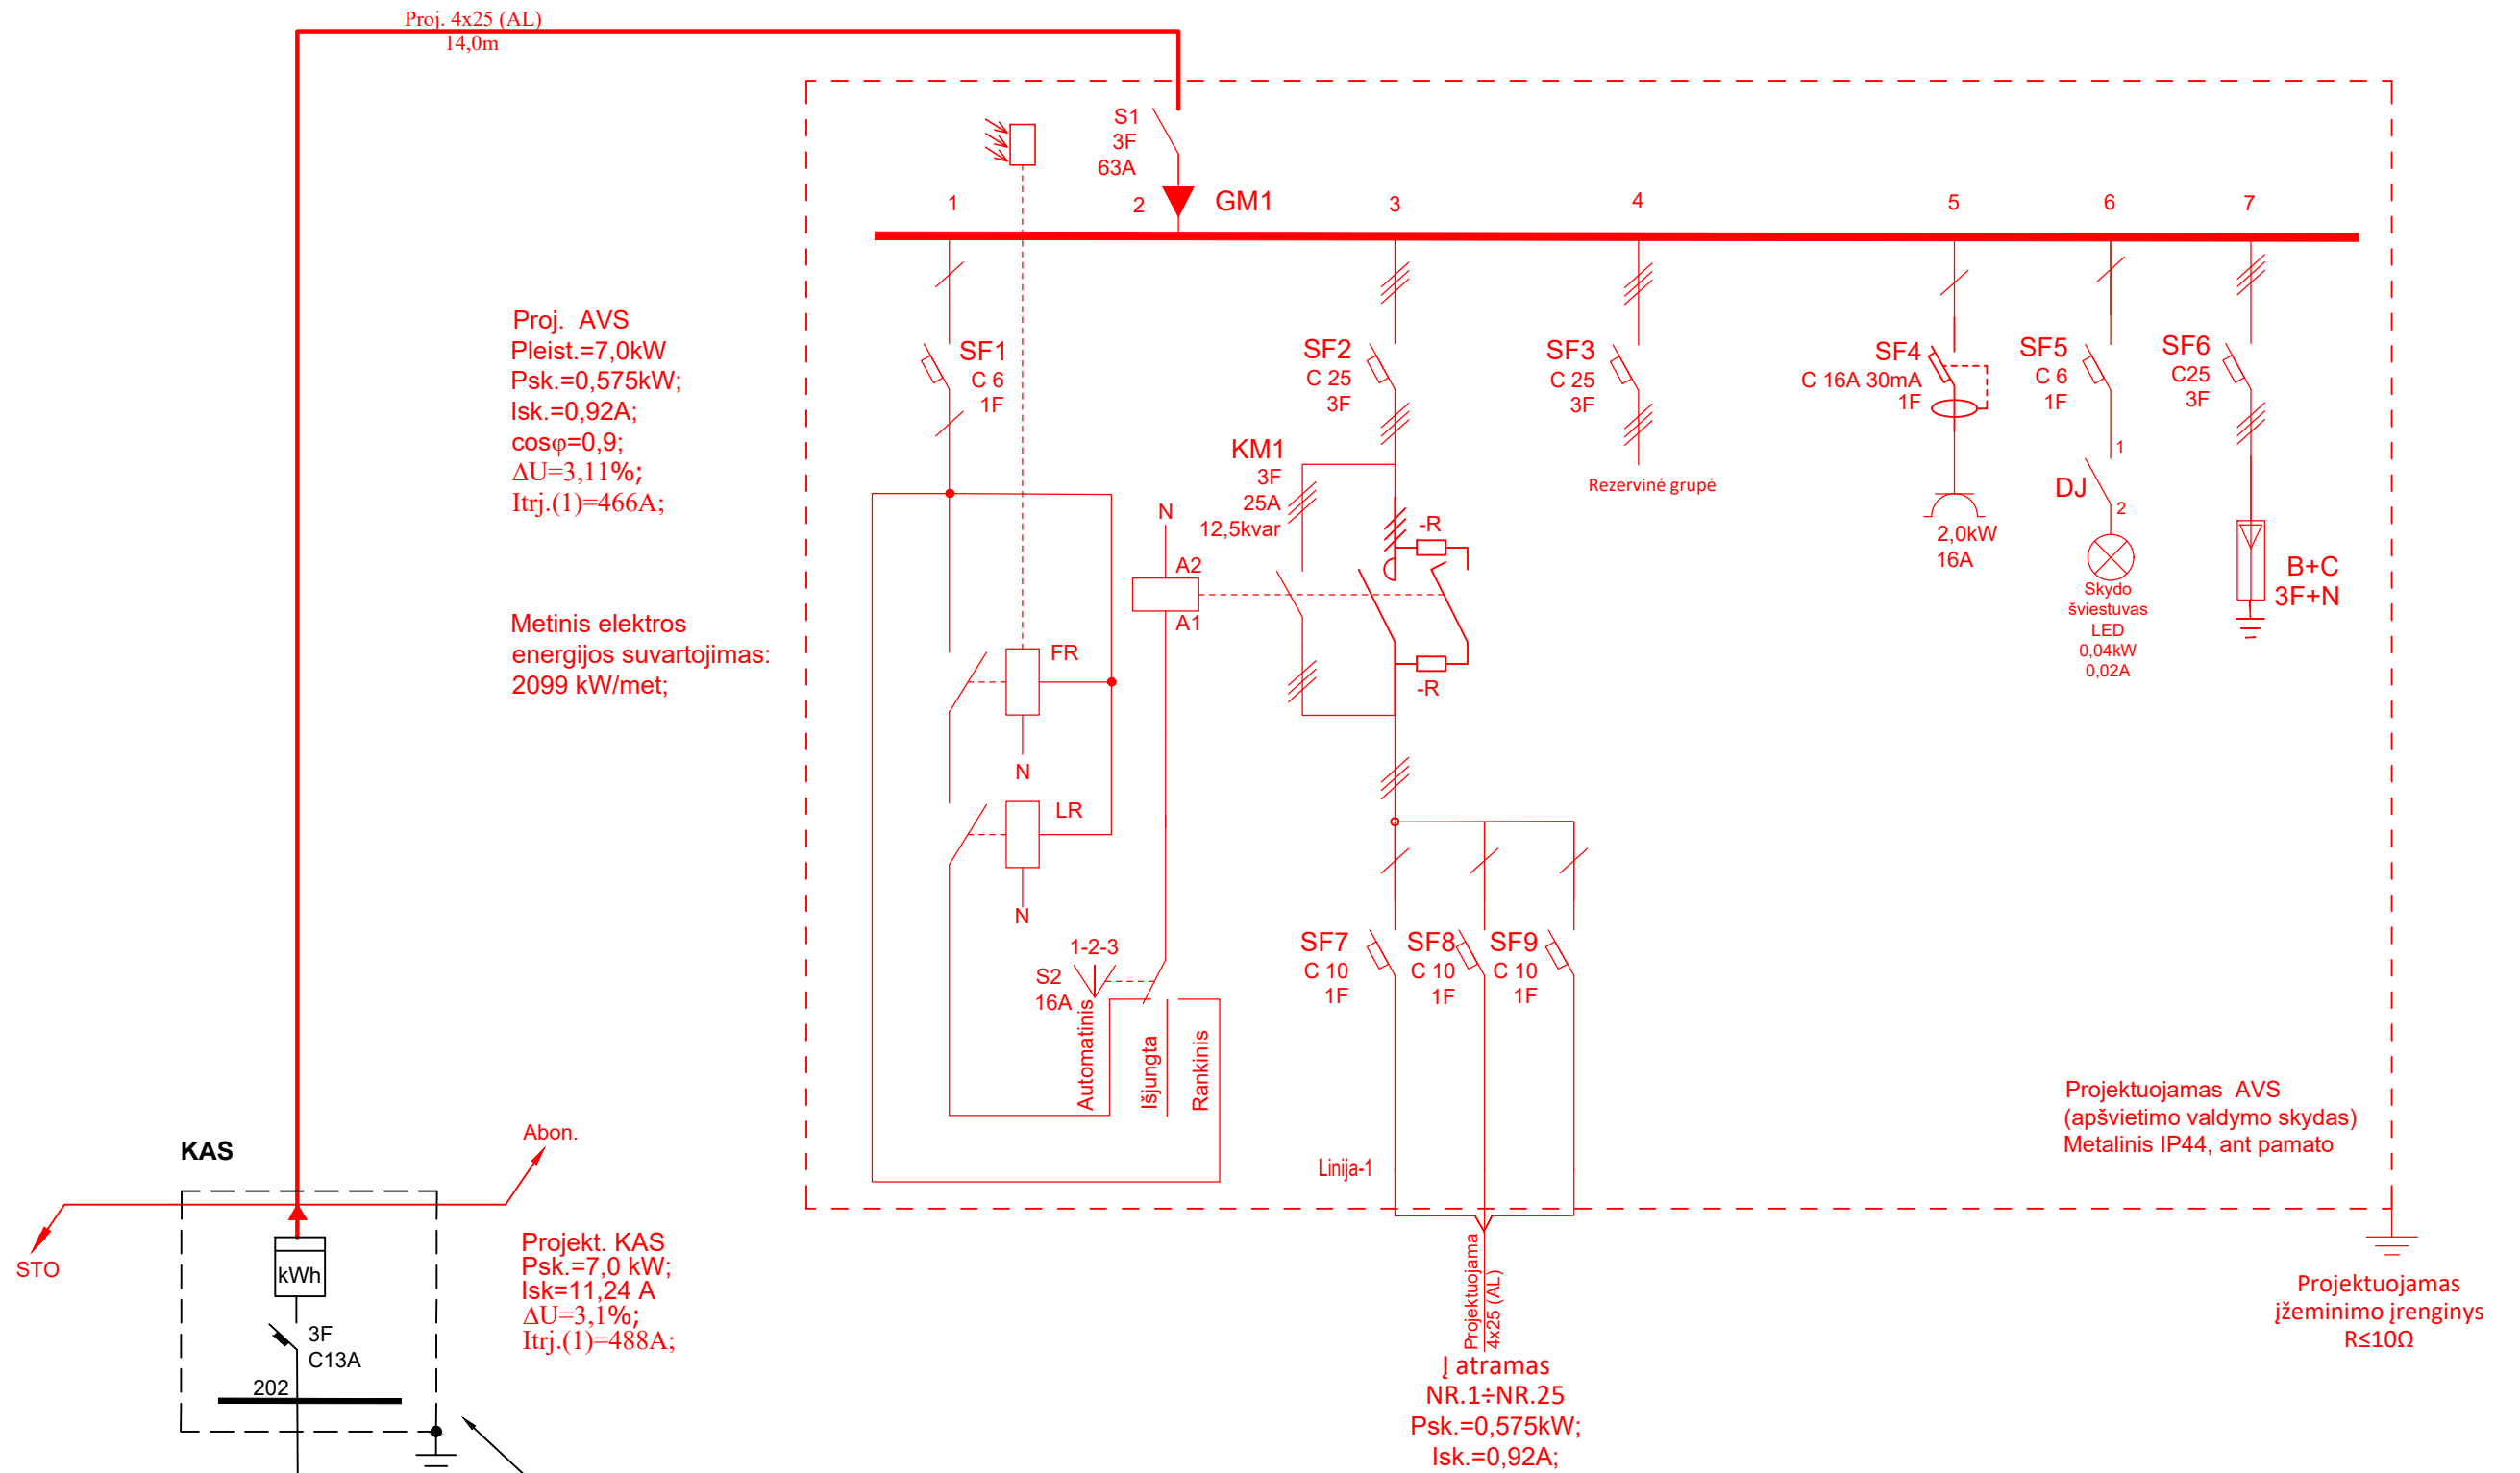 Proj. 4x25 (AL)
14,0m
S1
3F
63A
GM1
1
2
3
4
5
6
7
Proj. AVS
Pleist.=7,0kW
Psk.=0,575kW;
Isk.=0,92A;
cosφ=0,9;
ΔU=3,11%;
Itrj.(1)=466A;
Metinis elektros
energijos suvartojimas:
2099 kW/met;
SF1
C 6
1F
SF2
C 25
3F
SF3
C 25
3F
Rezervinė grupė
SF4
C 16A 30mA
1F
2,0kW
16A
SF5
C 6
1F
1
DJ
2
Skydo
šviestuvas
LED
0,04kW
0,02A
SF6
C25
3F
B+C
3F+N
KM1
3F
25A
12,5kvar
-R
-R
N
A2
A1
FR
N
LR
N
1-2-3
S2
16A
Automatinis
Išjungta
Rankinis
SF7
C 10
1F
SF8
C 10
1F
SF9
C 10
1F
Linija-1
Projektuojamas AVS
(apšvietimo valdymo skydas)
Metalinis IP44, ant pamato
Projektuojamas
įžeminimo įrenginys
R≤10Ω
Projektuojama
4x25 (AL)
Į atramas
NR.1÷NR.25
Psk.=0,575kW;
Isk.=0,92A;
KAS
Abon.
STO
kWh
3F
C13A
202
Projekt. KAS
Psk.=7,0 kW;
Isk=11,24 A
ΔU=3,1%;
Itrj.(1)=488A;